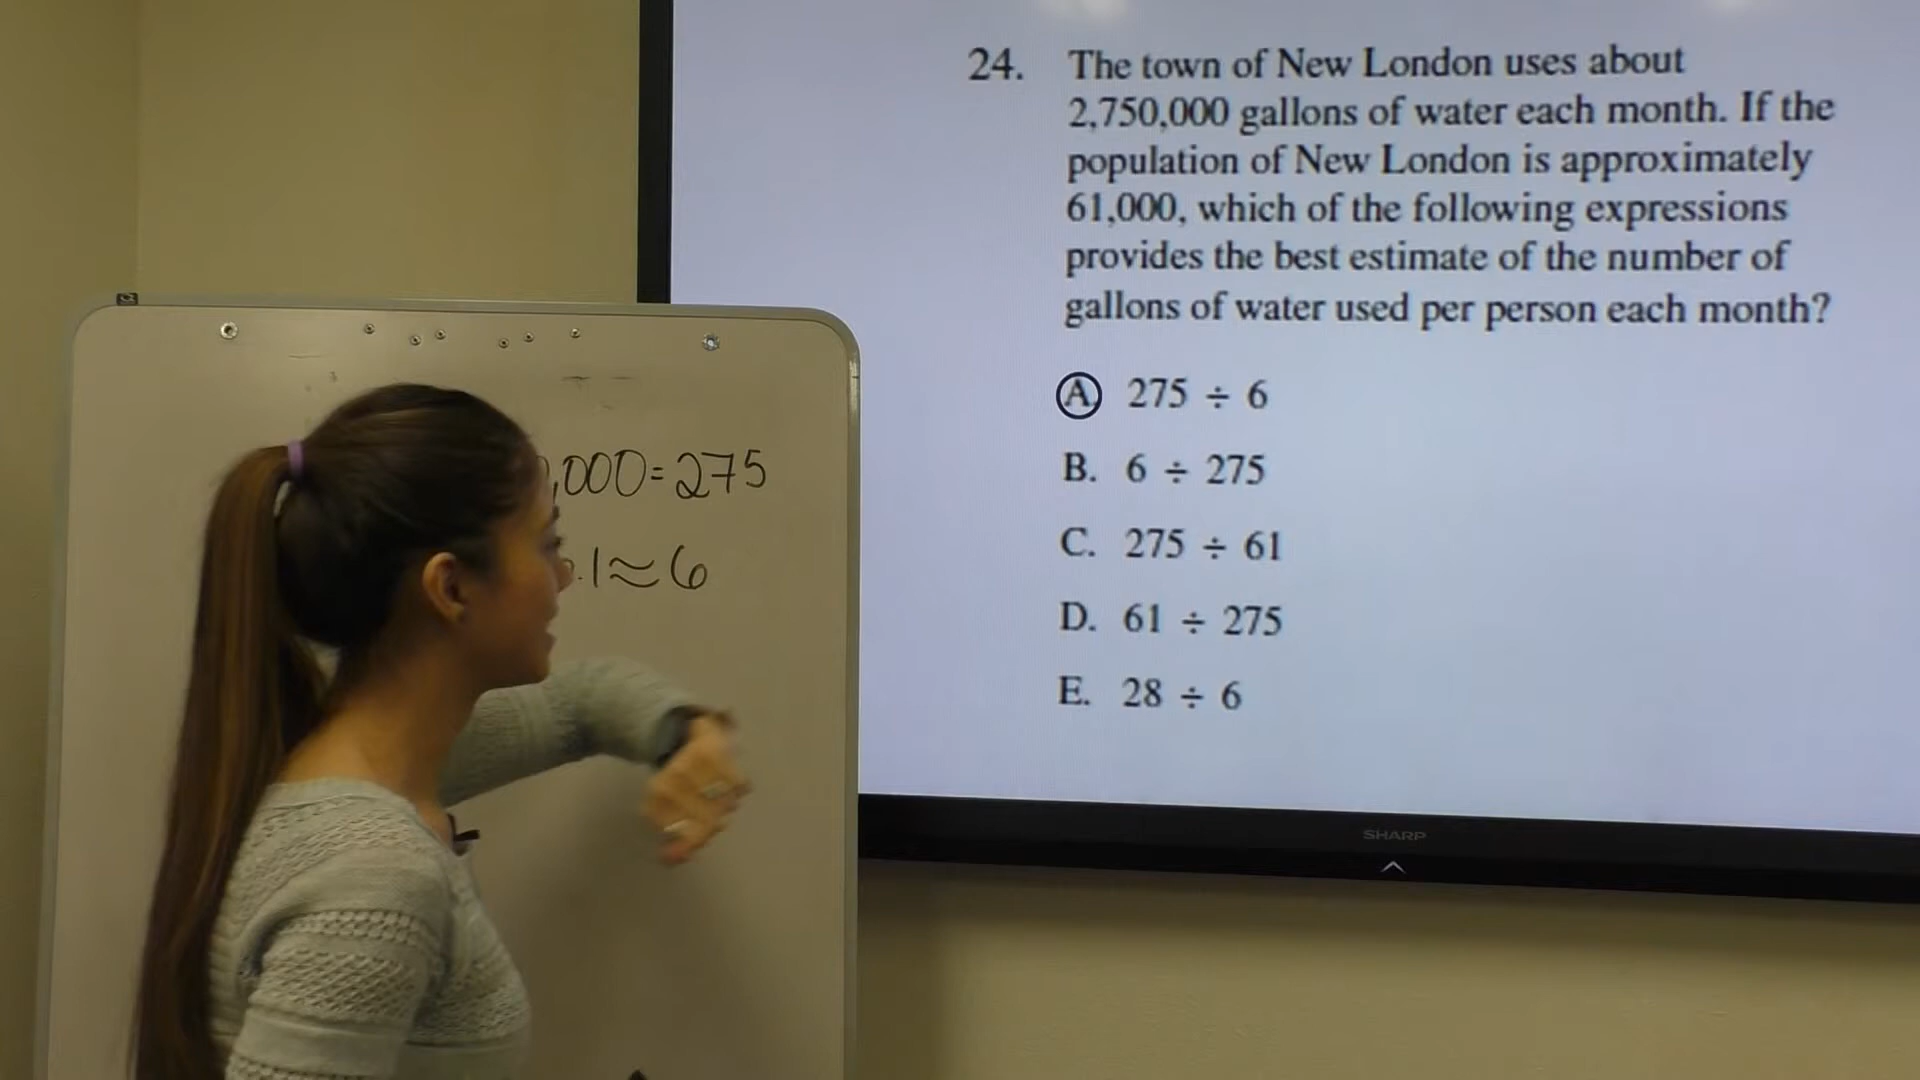 24. The town of New London uses about
2,750,000 gallons of water each month. If the
population of New London is approximately
61,000, which of the following expressions
provides the best estimate of the number of
gallons of water used per person each month?
A. 275 ÷ 6
B. 6 ÷ 275
C. 275 ÷ 61
D. 61 ÷ 275
E. 28 ÷ 6
,000=275
.1≈6
SHARP